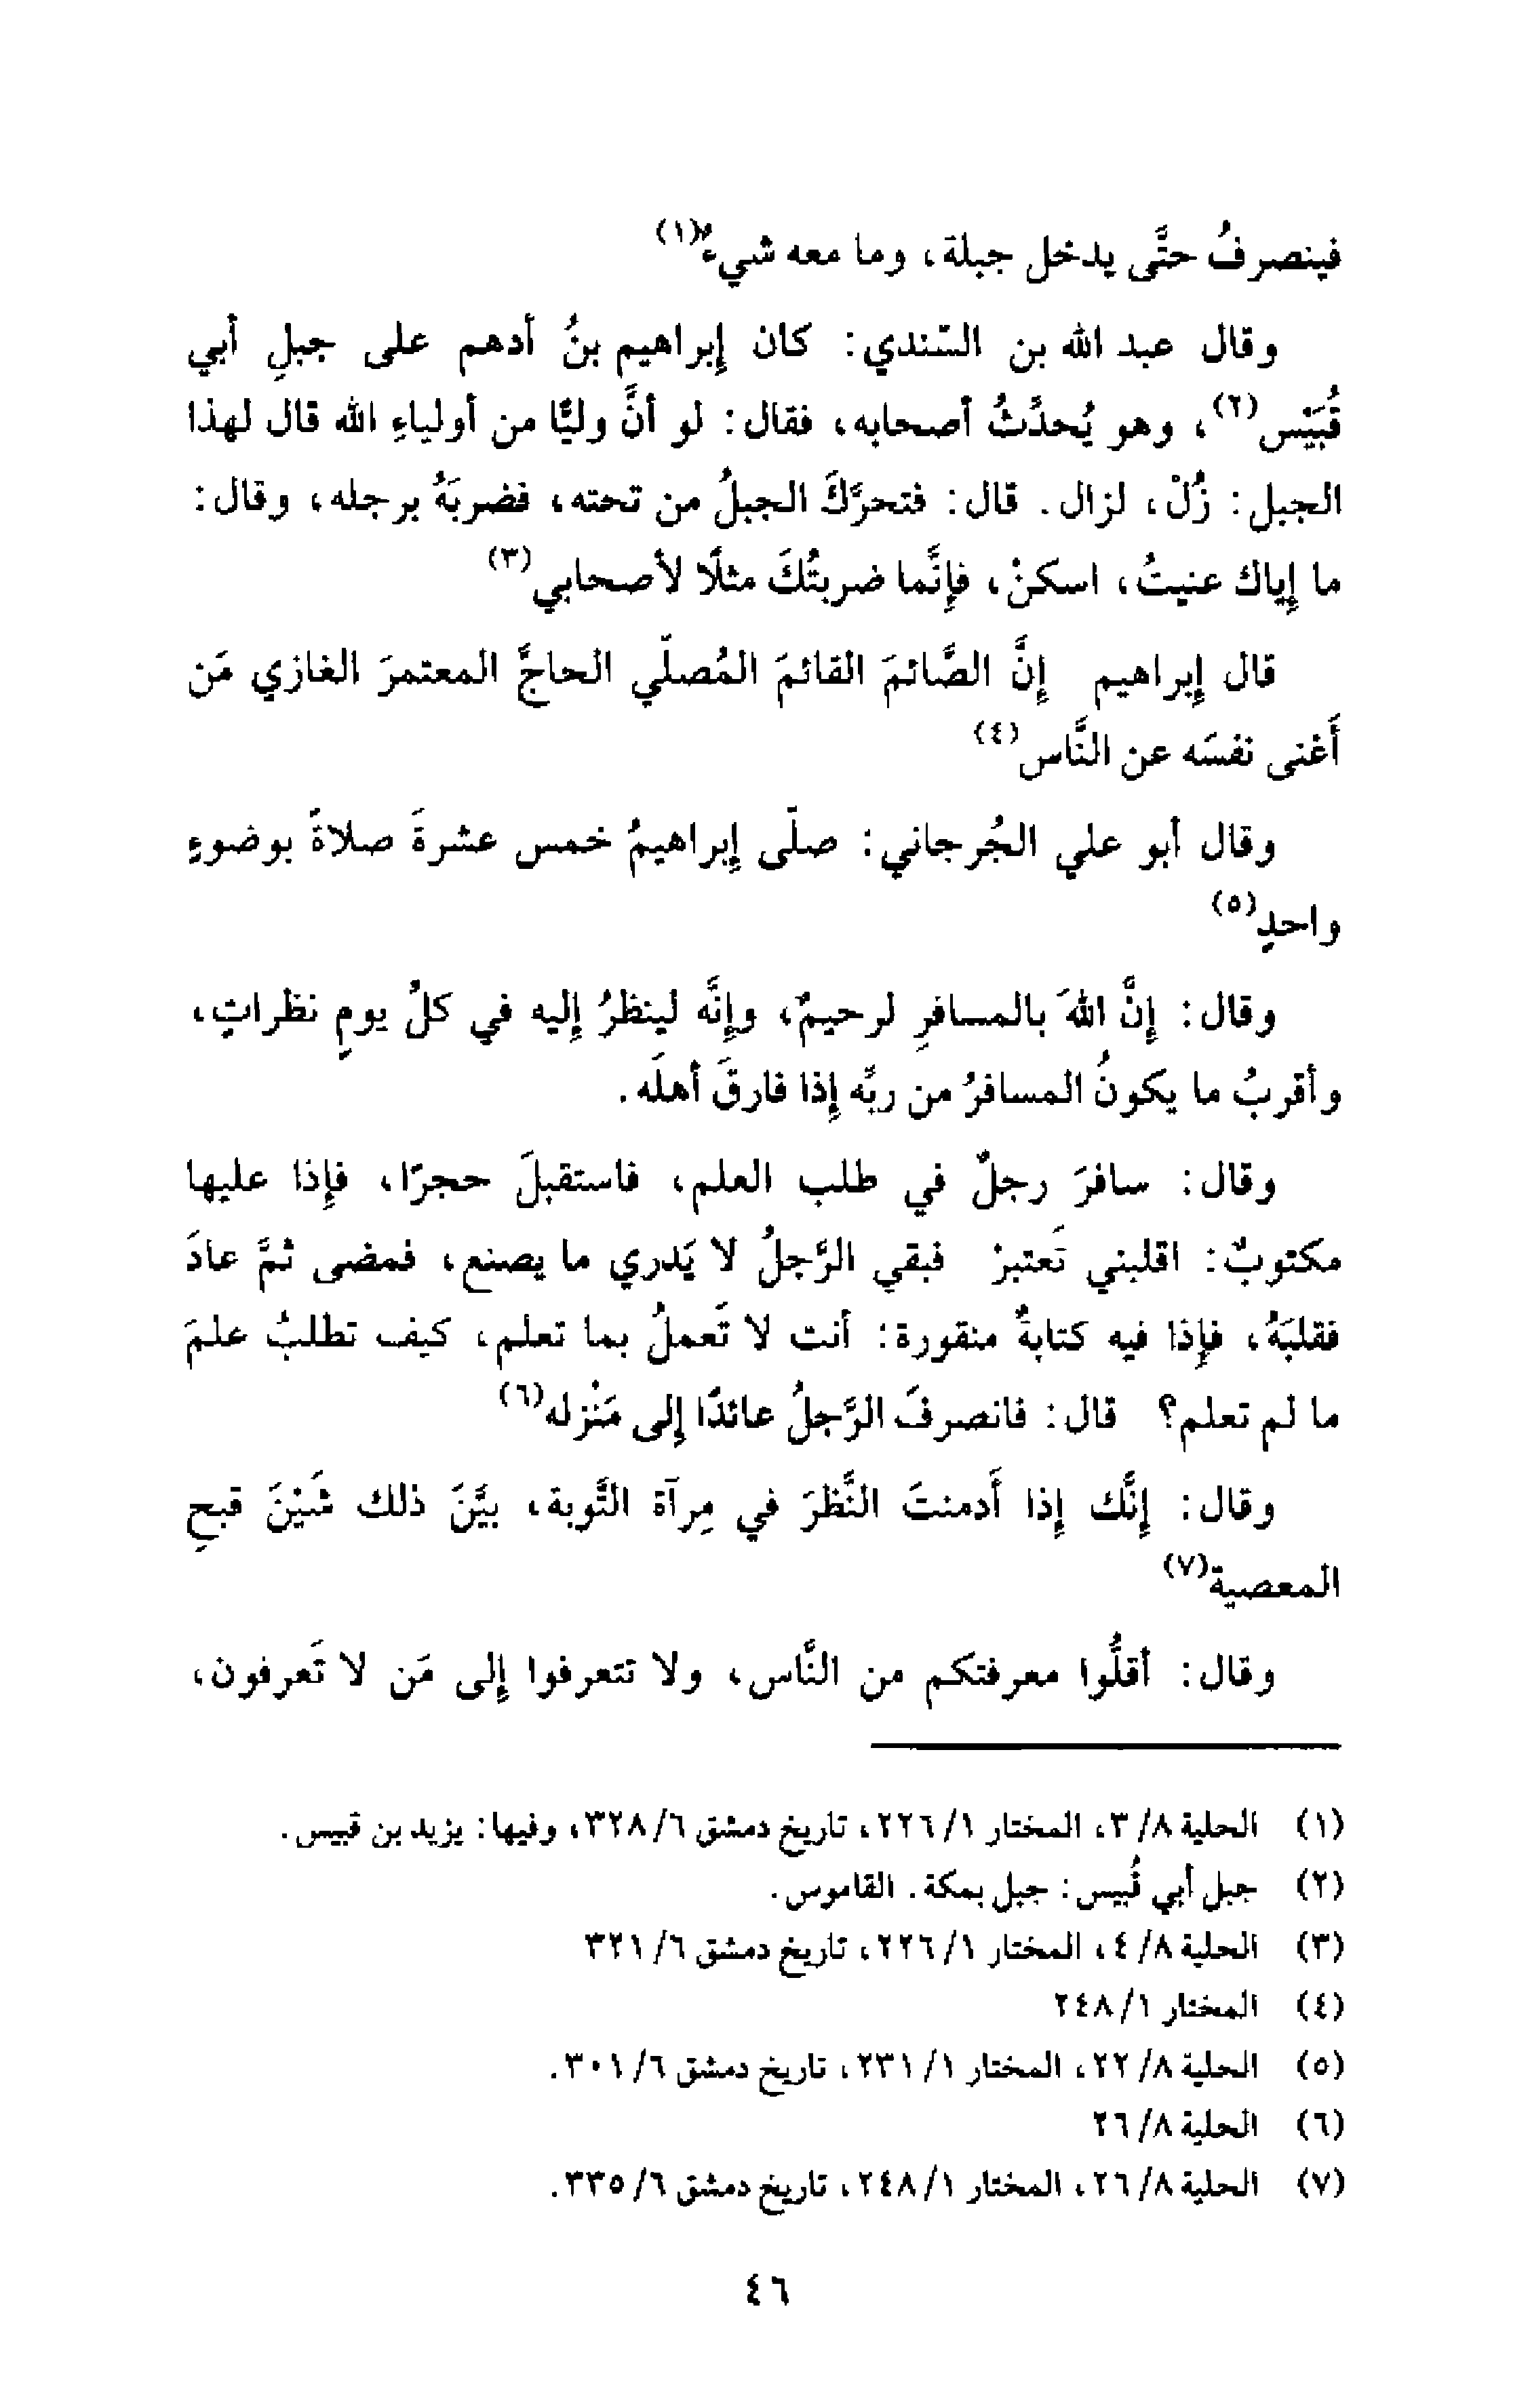 فينصرفُ حتَّى يدخل جبلة، وما معه شيءٌ(١)
وقال عبد الله بن السّندي: كان إبراهيم بنُ أدهم على جبلِ أبي
قُبَيْس(٢)، وهو يُحدِّثُ أصحابه، فقال: لو أنَّ وليًّا من أولياءِ الله قال لهذا
الجبل: زُلْ، لزال. قال: فتحرَّكَ الجبلُ من تحته، فضربَهُ برجله، وقال:
ما إياك عنيتُ، اسكنْ، فإنَّما ضربتُكَ مثلًا لأصحابي(٣)
قال إبراهيم إنَّ الصَّائمَ القائمَ المُصلّي الحاجَّ المعتمرَ الغازي مَن
أَغنى نفسَه عن النَّاس(٤)
وقال أبو علي الجُرجاني: صلّى إبراهيمُ خمس عشرةَ صلاةً بوضوءٍ
واحدٍ(٥)
وقال: إنَّ اللهَ بالمسافرِ لرحيمٌ، وإنَّه لينظرُ إليه في كلِّ يومٍ نظراتٍ،
وأقربُ ما يكونُ المسافرُ من ربِّه إذا فارقَ أهلَه.
وقال: سافرَ رجلٌ في طلب العلم، فاستقبلَ حجرًا، فإذا عليها
مكتوبٌ: اقلبني تَعتبرْ فبقي الرَّجلُ لا يَدري ما يصنع، فمضى ثمَّ عادَ
فقلبَهُ، فإذا فيه كتابةٌ منقورة: أنت لا تَعملُ بما تعلم، كيف تطلبُ علمَ
ما لم تعلم؟ قال: فانصرفَ الرَّجلُ عائدًا إلى مَنْزله(٦)
وقال: إنَّك إذا أَدمنتَ النَّظرَ في مِرآة التَّوبة، بيَّنَ ذلك شَيْنَ قبحِ
المعصية(٧)
وقال: أقلُّوا معرفتكم من النَّاس، ولا تتعرفوا إلى مَن لا تَعرفون،
(١) الحلية ٨/ ٣، المختار ١/ ٢٢٦، تاريخ دمشق ٦/ ٣٢٨، وفيها: يزيد بن قبيس.
(٢) جبل أبي قُبيس: جبل بمكة. القاموس.
(٣) الحلية ٨/ ٤، المختار ١/ ٢٢٦، تاريخ دمشق ٦/ ٣٢١
(٤) المختار ١/ ٢٤٨
(٥) الحلية ٨/ ٢٢، المختار ١/ ٢٣١، تاريخ دمشق ٦/ ٣٠١.
(٦) الحلية ٨/ ٢٦
(٧) الحلية ٨/ ٢٦، المختار ١/ ٢٤٨، تاريخ دمشق ٦/ ٣٣٥.
٤٦